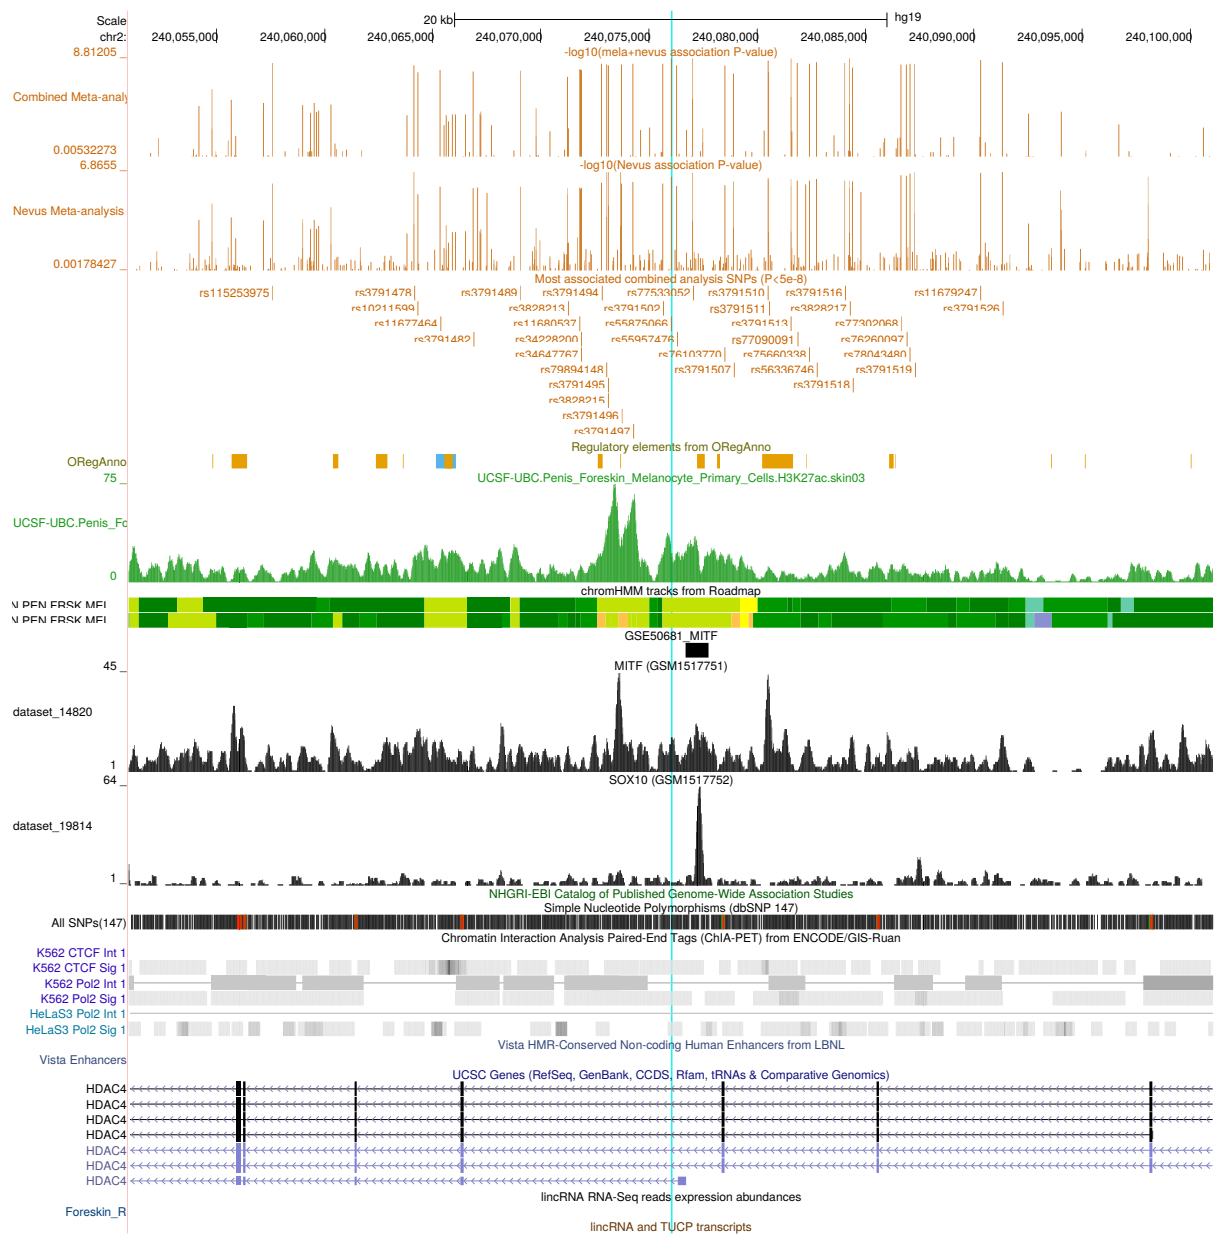 Scale 20 kb hg19
chr2: 240,055,000 240,060,000 240,065,000 240,070,000 240,075,000 240,080,000 240,085,000 240,090,000 240,095,000 240,100,000
8.81205 _ -log10(mela+nevus association P-value)
Combined Meta-analy
0.00532273 _
6.8655 _ -log10(Nevus association P-value)
Nevus Meta-analysis
0.00178427 _
Most associated combined analysis SNPs (P<5e-8)
rs115253975 rs3791478 rs3791489 rs3791494 rs77533052 rs3791510 rs3791516 rs11679247
rs10211599 rs3828213 rs3791502 rs3791511 rs3828217 rs3791526
rs11677464 rs11680537 rs55875066 rs3791513 rs77302068
rs3791482 rs34228200 rs55957476 rs77090091 rs76260097
rs34647767 rs76103770 rs75660338 rs78043480
rs79894148 rs3791507 rs56336746 rs3791519
rs3791495 rs3791518
rs3828215
rs3791496
rs3791497
Regulatory elements from ORegAnno
ORegAnno
75 _ UCSF-UBC.Penis_Foreskin_Melanocyte_Primary_Cells.H3K27ac.skin03
UCSF-UBC.Penis_Fo
0
chromHMM tracks from Roadmap
N PEN FRSK MEL
N PEN FRSK MEL
GSE50681_MITF
45 _ MITF (GSM1517751)
dataset_14820
1 _
64 _ SOX10 (GSM1517752)
dataset_19814
1 _
NHGRI-EBI Catalog of Published Genome-Wide Association Studies
Simple Nucleotide Polymorphisms (dbSNP 147)
All SNPs(147)
Chromatin Interaction Analysis Paired-End Tags (ChIA-PET) from ENCODE/GIS-Ruan
K562 CTCF Int 1
K562 CTCF Sig 1
K562 Pol2 Int 1
K562 Pol2 Sig 1
HeLaS3 Pol2 Int 1
HeLaS3 Pol2 Sig 1
Vista HMR-Conserved Non-coding Human Enhancers from LBNL
Vista Enhancers
UCSC Genes (RefSeq, GenBank, CCDS, Rfam, tRNAs & Comparative Genomics)
HDAC4
HDAC4
HDAC4
HDAC4
HDAC4
HDAC4
HDAC4
lincRNA RNA-Seq reads expression abundances
Foreskin_R
lincRNA and TUCP transcripts